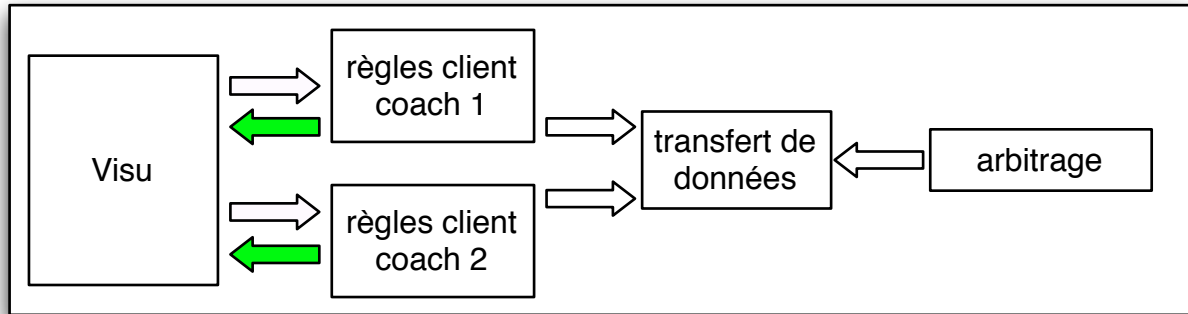 Visu
règles client
coach 1
règles client
coach 2
transfert de
données
arbitrage